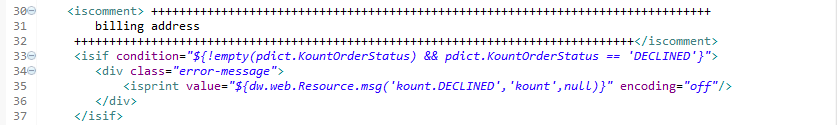 30 <iscomment> ++++++++++++++++++++++++++++++++++++++++++++++++++++++++++++++++++++++++++++++
31 billing address
32 ++++++++++++++++++++++++++++++++++++++++++++++++++++++++++++++++++++++++++++++</iscomment>
33 <isif condition="${!empty(pdict.KountOrderStatus) && pdict.KountOrderStatus == 'DECLINED'}">
34 <div class="error-message">
35 <isprint value="${dw.web.Resource.msg('kount.DECLINED','kount',null)}" encoding="off"/>
36 </div>
37 </isif>